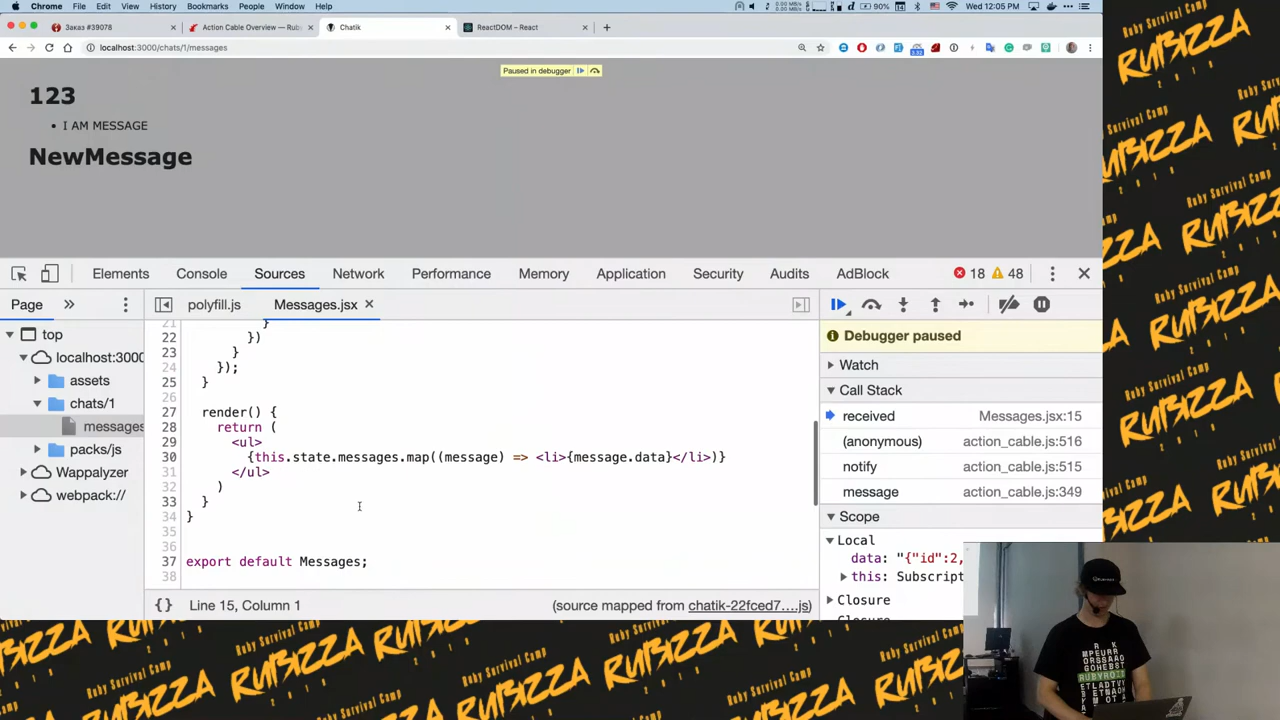 Chrome File Edit View History Bookmarks People Window Help
90% Wed 12:05 PM
Заказ #39078
Action Cable Overview — Rub
Chatik
ReactDOM – React
localhost:3000/chats/1/messages
Paused in debugger
123
• I AM MESSAGE
NewMessage
Elements Console Sources Network Performance Memory Application Security Audits AdBlock 18 48
Page
polyfill.js
Messages.jsx
top
localhost:3000
assets
chats/1
messages
packs/js
Wappalyzer
webpack://
21 }
22 })
23 }
24 });
25 }
26
27 render() {
28 return (
29 <ul>
30 {this.state.messages.map((message) => <li>{message.data}</li>)}
31 </ul>
32 )
33 }
34 }
35
36
37 export default Messages;
38
{} Line 15, Column 1
(source mapped from chatik-22fced7….js)
Debugger paused
Watch
Call Stack
received Messages.jsx:15
(anonymous) action_cable.js:516
notify action_cable.js:515
message action_cable.js:349
Scope
Local
data: "{"id":2,
this: Subscript
Closure
Ruby Survival Camp
RUBIZZA
2018
RUBYROID